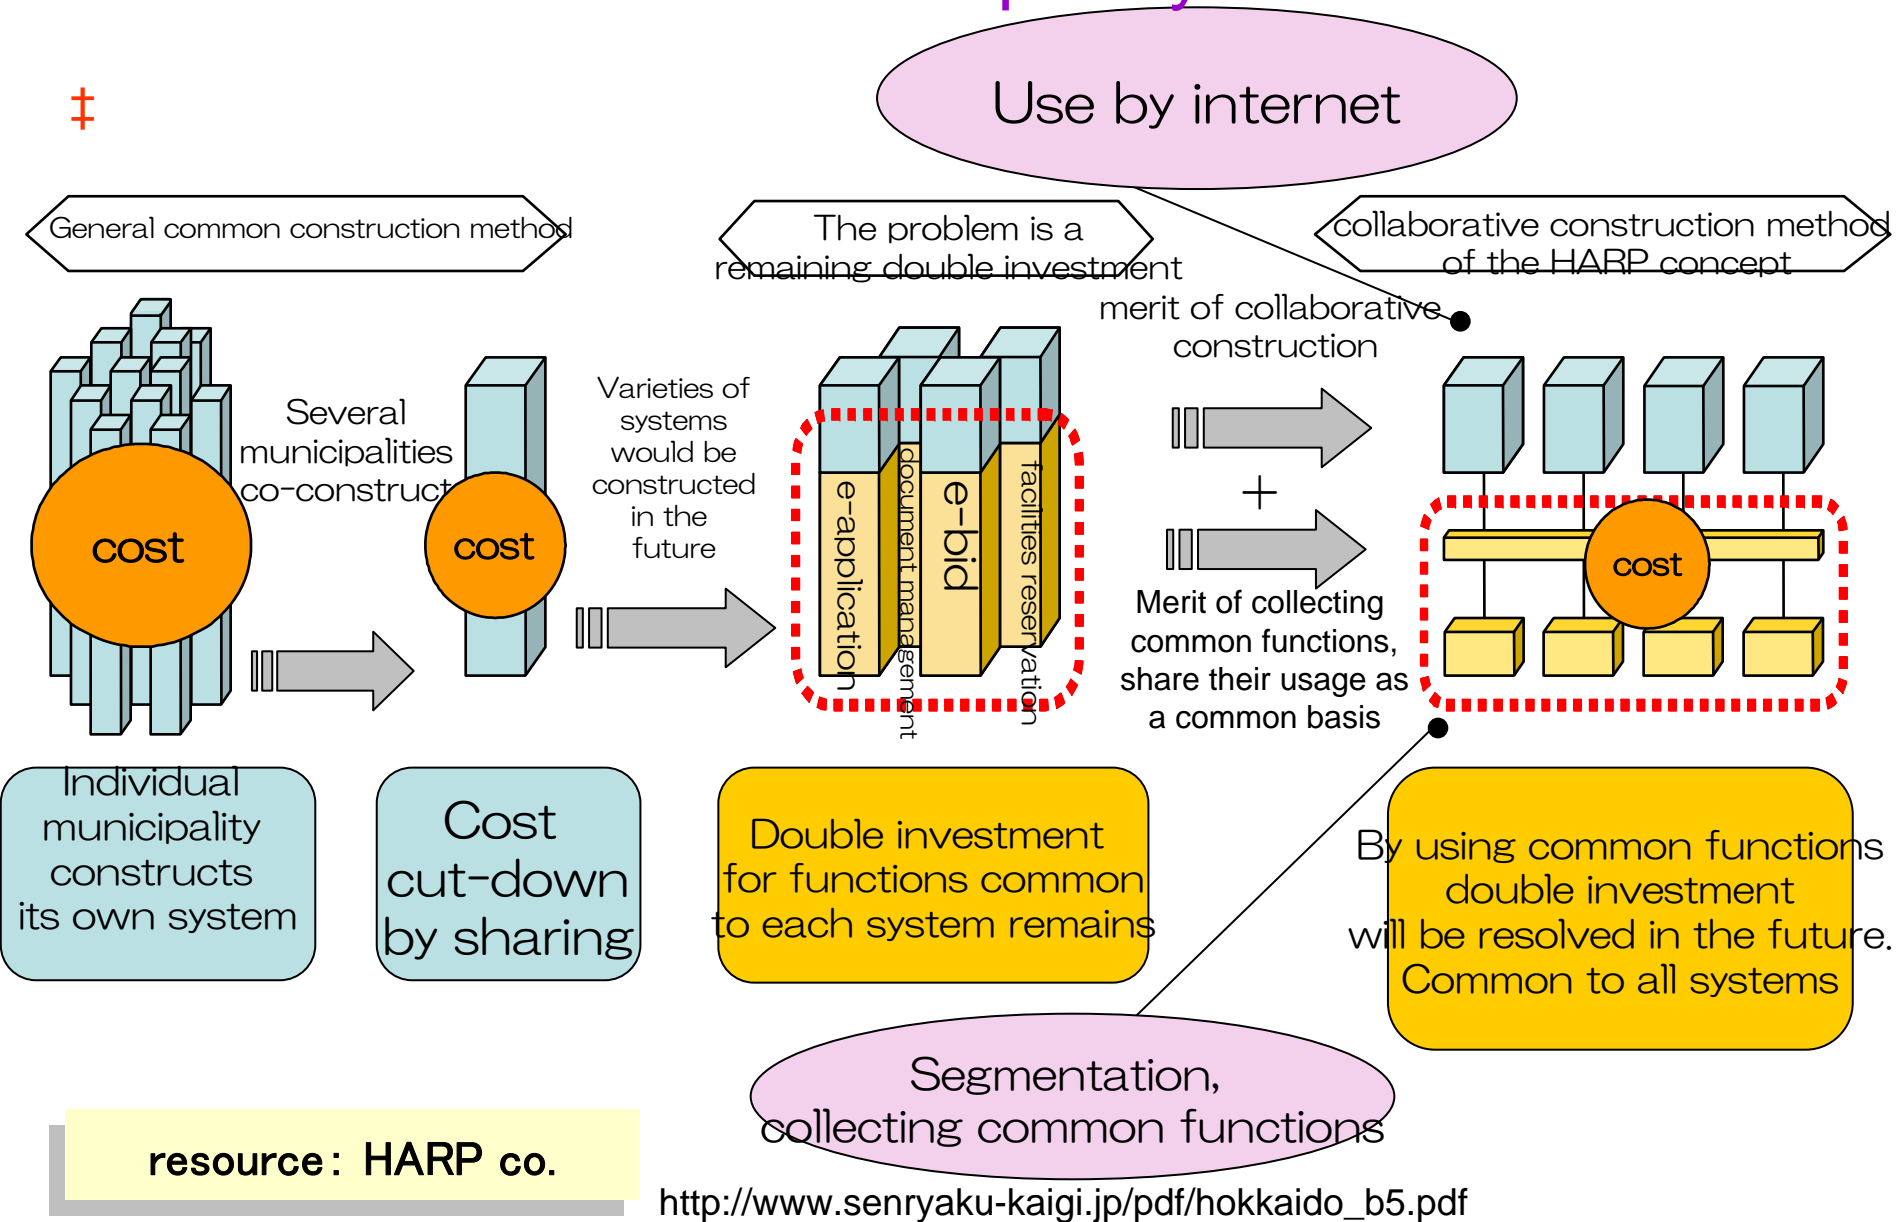 ‡
Use by internet
General common construction method
The problem is a
remaining double investment
collaborative construction method
of the HARP concept
merit of collaborative
construction
Several
municipalities
co-construct
cost
cost
Varieties of
systems
would be
constructed
in the
future
e-application
document management
e-bid
facilities reservation
+
Merit of collecting
common functions,
share their usage as
a common basis
cost
Individual
municipality
constructs
its own system
Cost
cut-down
by sharing
Double investment
for functions common
to each system remains
By using common functions
double investment
will be resolved in the future.
Common to all systems
Segmentation,
collecting common functions
resource: HARP co.
http://www.senryaku-kaigi.jp/pdf/hokkaido_b5.pdf